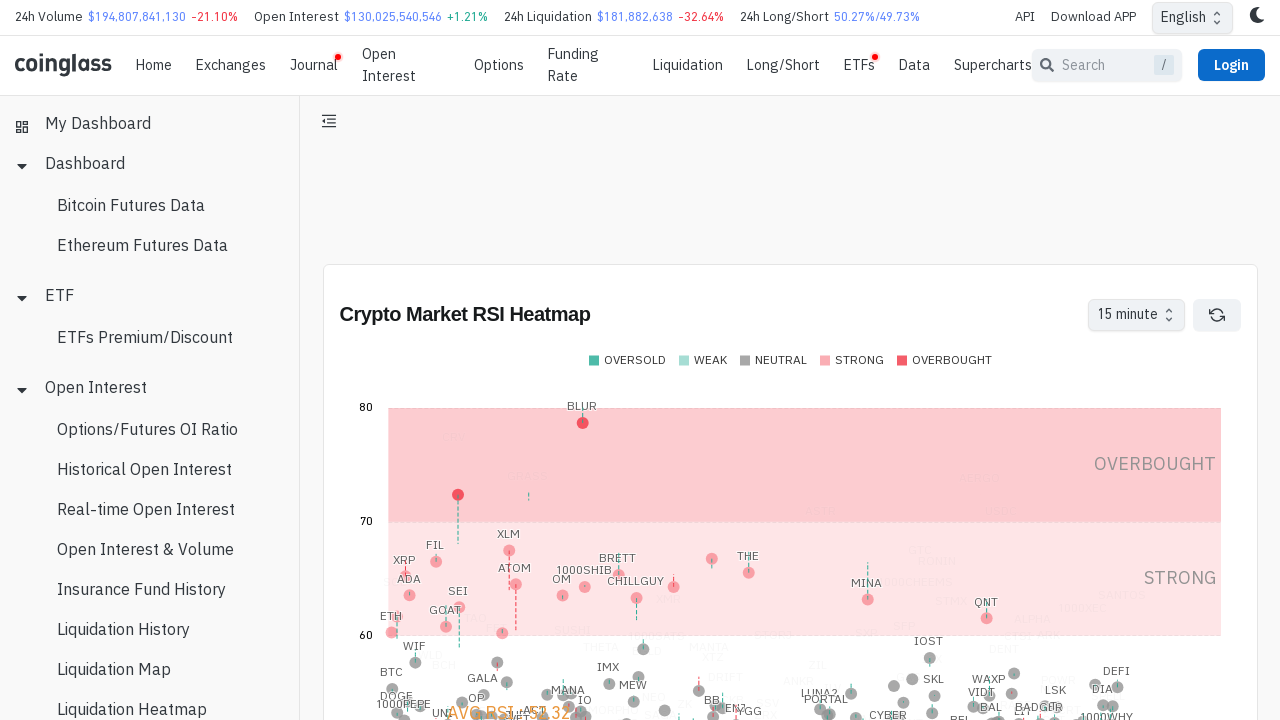 24h Volume $194,807,841,130 -21.10% Open Interest $130,025,540,546 +1.21% 24h Liquidation $181,882,638 -32.64% 24h Long/Short 50.27%/49.73% API Download APP English
coinglass Home Exchanges Journal Open Interest Options Funding Rate Liquidation Long/Short ETFs Data Supercharts Search / Login
My Dashboard
Dashboard
Bitcoin Futures Data
Ethereum Futures Data
ETF
ETFs Premium/Discount
Open Interest
Options/Futures OI Ratio
Historical Open Interest
Real-time Open Interest
Open Interest & Volume
Insurance Fund History
Liquidation History
Liquidation Map
Liquidation Heatmap
Crypto Market RSI Heatmap 15 minute
OVERSOLD WEAK NEUTRAL STRONG OVERBOUGHT
80
BLUR
OVERBOUGHT
70
XLM
FIL
BRETT THE
XRP ATOM 1000SHIB
STRONG
ADA OM CHILLGUY MINA
SEI
GOAT QNT
ETH
60
WIF IOST
BTC IMX DEFI
GALA MEW SKL WAXP
DOGE OP MANA LUNA2 VIDT LSK DIA
1000PEPE IO PORTAL BB BAL BADGER
YGG CYBER 1000WHY
AVG RSI : 52.32